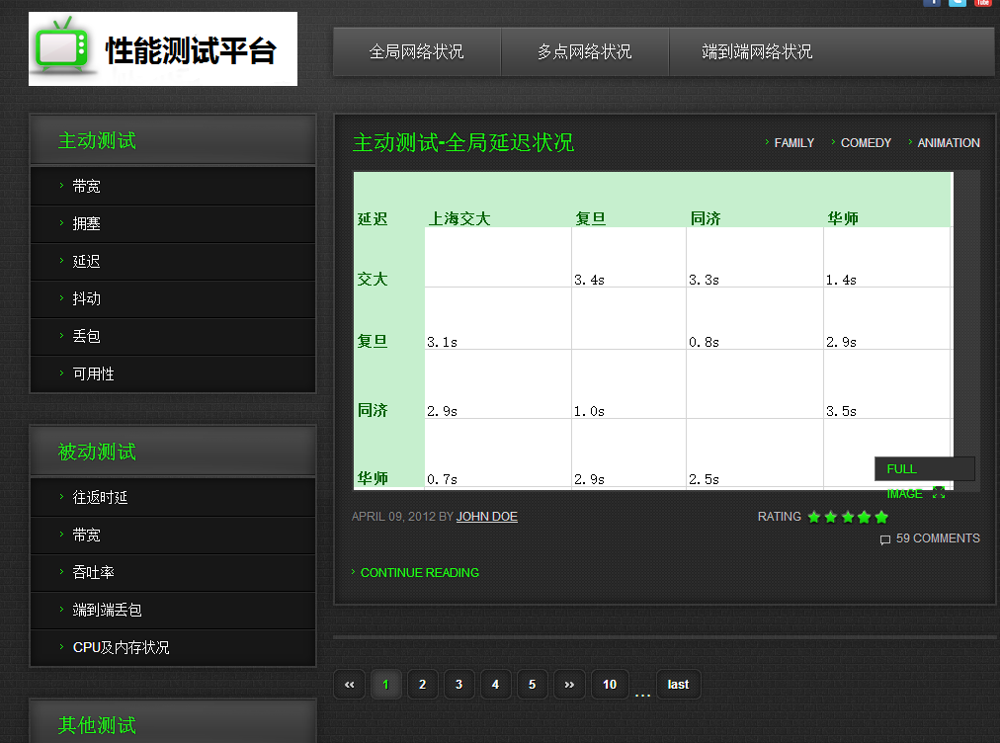 You
Tube
性能测试平台
全局网络状况 多点网络状况 端到端网络状况
主动测试
带宽
拥塞
延迟
抖动
丢包
可用性
被动测试
往返时延
带宽
吞吐率
端到端丢包
CPU及内存状况
其他测试
主动测试-全局延迟状况
FAMILY COMEDY ANIMATION
延迟 上海交大 复旦 同济 华师
交大 3.4s 3.3s 1.4s
复旦 3.1s 0.8s 2.9s
同济 2.9s 1.0s 3.5s
华师 0.7s 2.9s 2.5s
FULL
IMAGE
APRIL 09, 2012 BY JOHN DOE
RATING
59 COMMENTS
CONTINUE READING
‹‹ 1 2 3 4 5 ›› 10 ... last